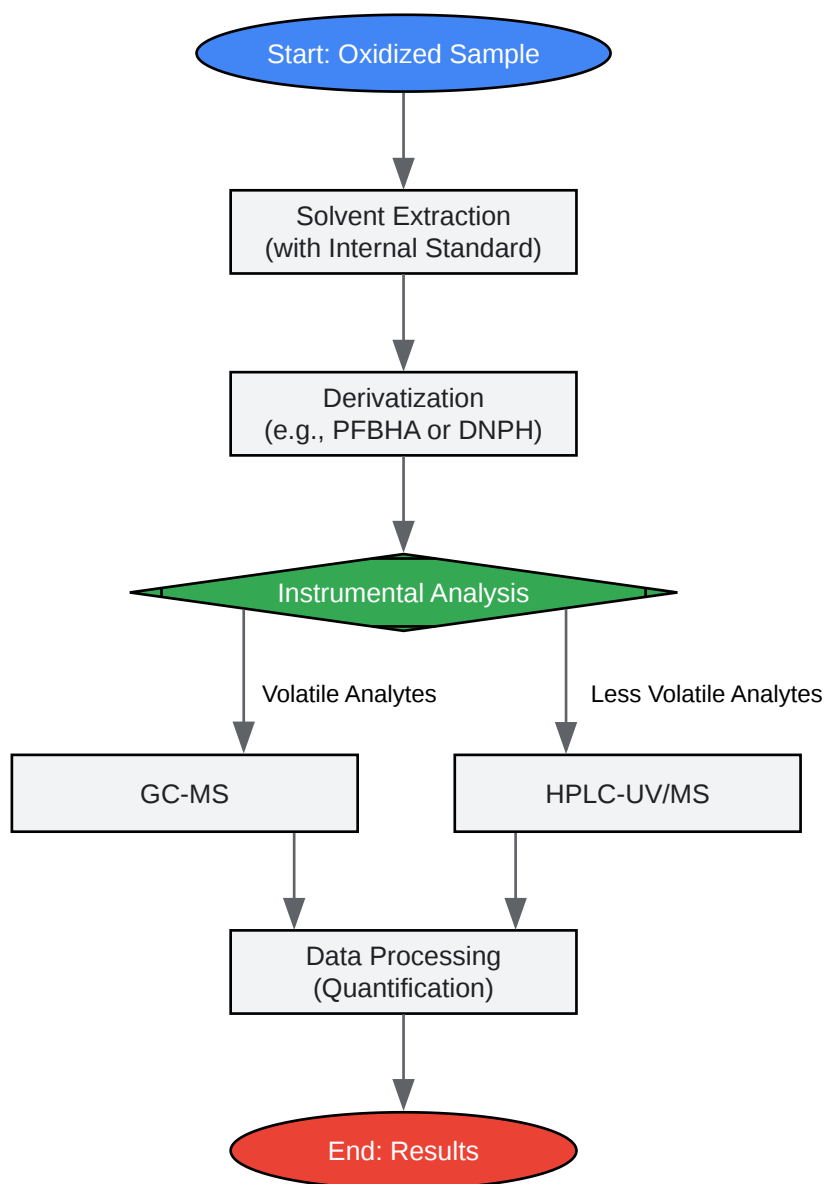 Start: Oxidized Sample
Solvent Extraction
(with Internal Standard)
Derivatization
(e.g., PFBHA or DNPH)
Instrumental Analysis
Volatile Analytes
Less Volatile Analytes
GC-MS
HPLC-UV/MS
Data Processing
(Quantification)
End: Results